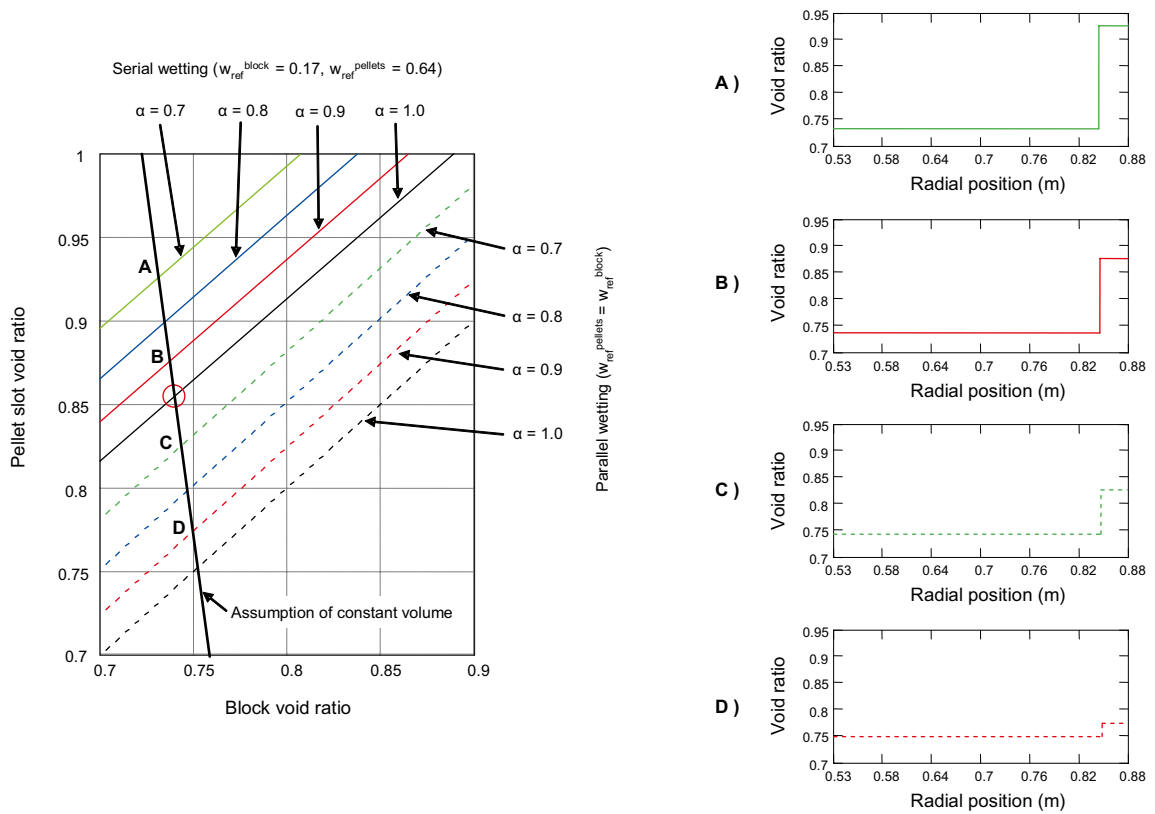 Serial wetting (w_ref^block = 0.17, w_ref^pellets = 0.64)
α = 0.7
α = 0.8
α = 0.9
α = 1.0
1
0.95
0.9
0.85
0.8
0.75
0.7
Pellet slot void ratio
A
B
C
D
Assumption of constant volume
0.7
0.75
0.8
0.85
0.9
Block void ratio
α = 0.7
α = 0.8
α = 0.9
α = 1.0
Parallel wetting (w_ref^pellets = w_ref^block)
A )
Void ratio
0.95
0.9
0.85
0.8
0.75
0.7
0.53 0.58 0.64 0.7 0.76 0.82 0.88
Radial position (m)
B )
Void ratio
0.95
0.9
0.85
0.8
0.75
0.7
0.53 0.58 0.64 0.7 0.76 0.82 0.88
Radial position (m)
C )
Void ratio
0.95
0.9
0.85
0.8
0.75
0.7
0.53 0.58 0.64 0.7 0.76 0.82 0.88
Radial position (m)
D )
Void ratio
0.95
0.9
0.85
0.8
0.75
0.7
0.53 0.58 0.64 0.7 0.76 0.82 0.88
Radial position (m)